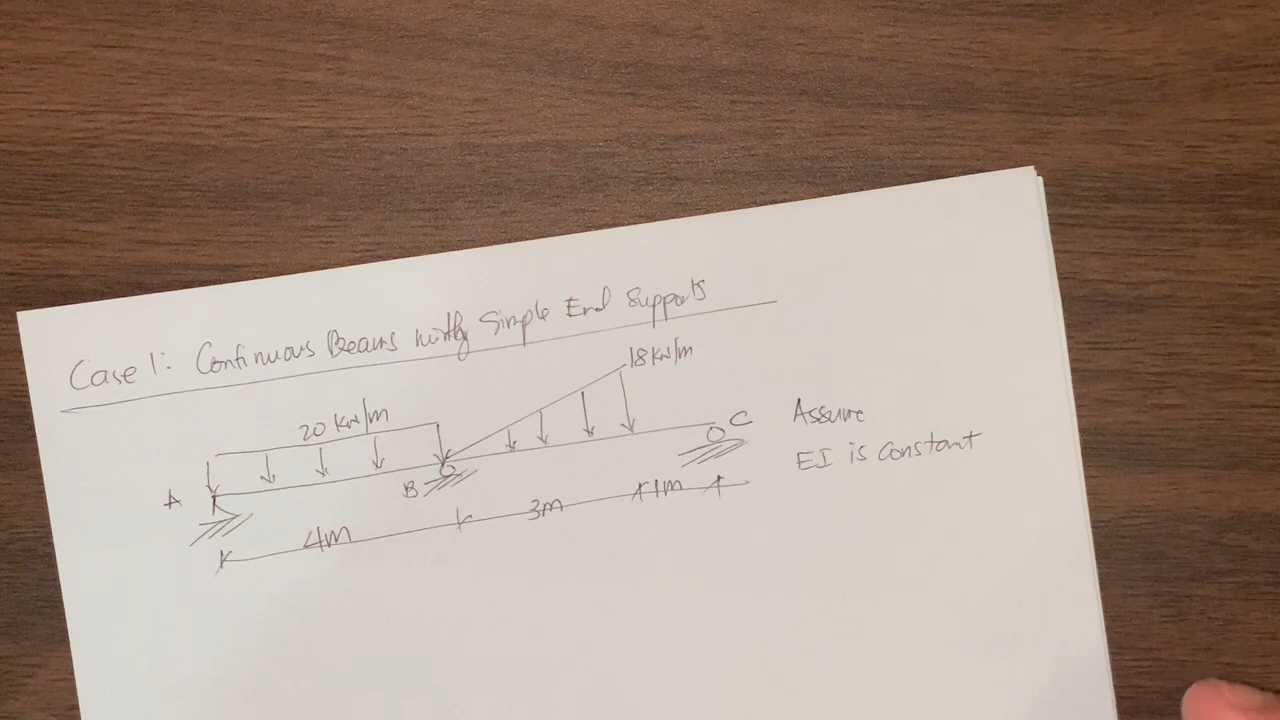 Case 1: Continuous Beams with Simple End Supports
18 kN/m
20 kN/m
A
B
C
Assume
EI is constant
4m
3m
1m